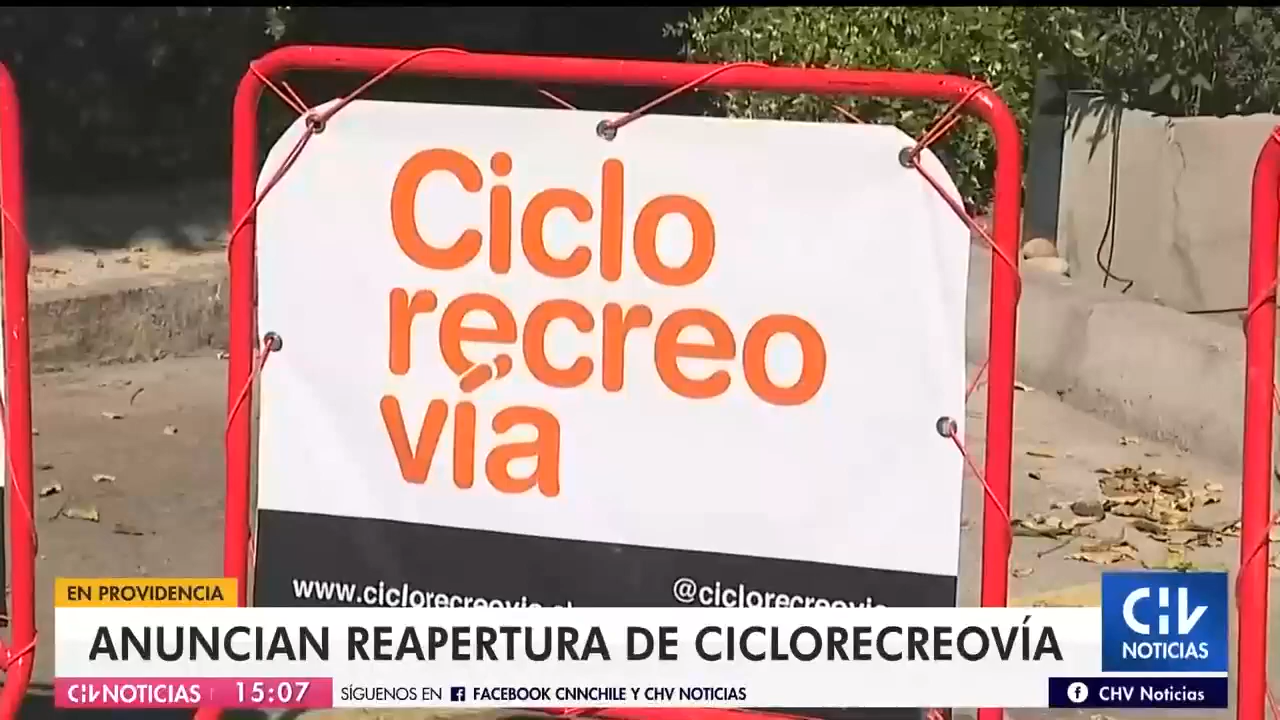 Ciclo
recreo
vía
www.ciclorecreovia.cl
@ciclorecreovia
EN PROVIDENCIA
ANUNCIAN REAPERTURA DE CICLORECREOVÍA
CHV NOTICIAS
CHV NOTICIAS 15:07 SÍGUENOS EN FACEBOOK CNNCHILE Y CHV NOTICIAS
CHV Noticias